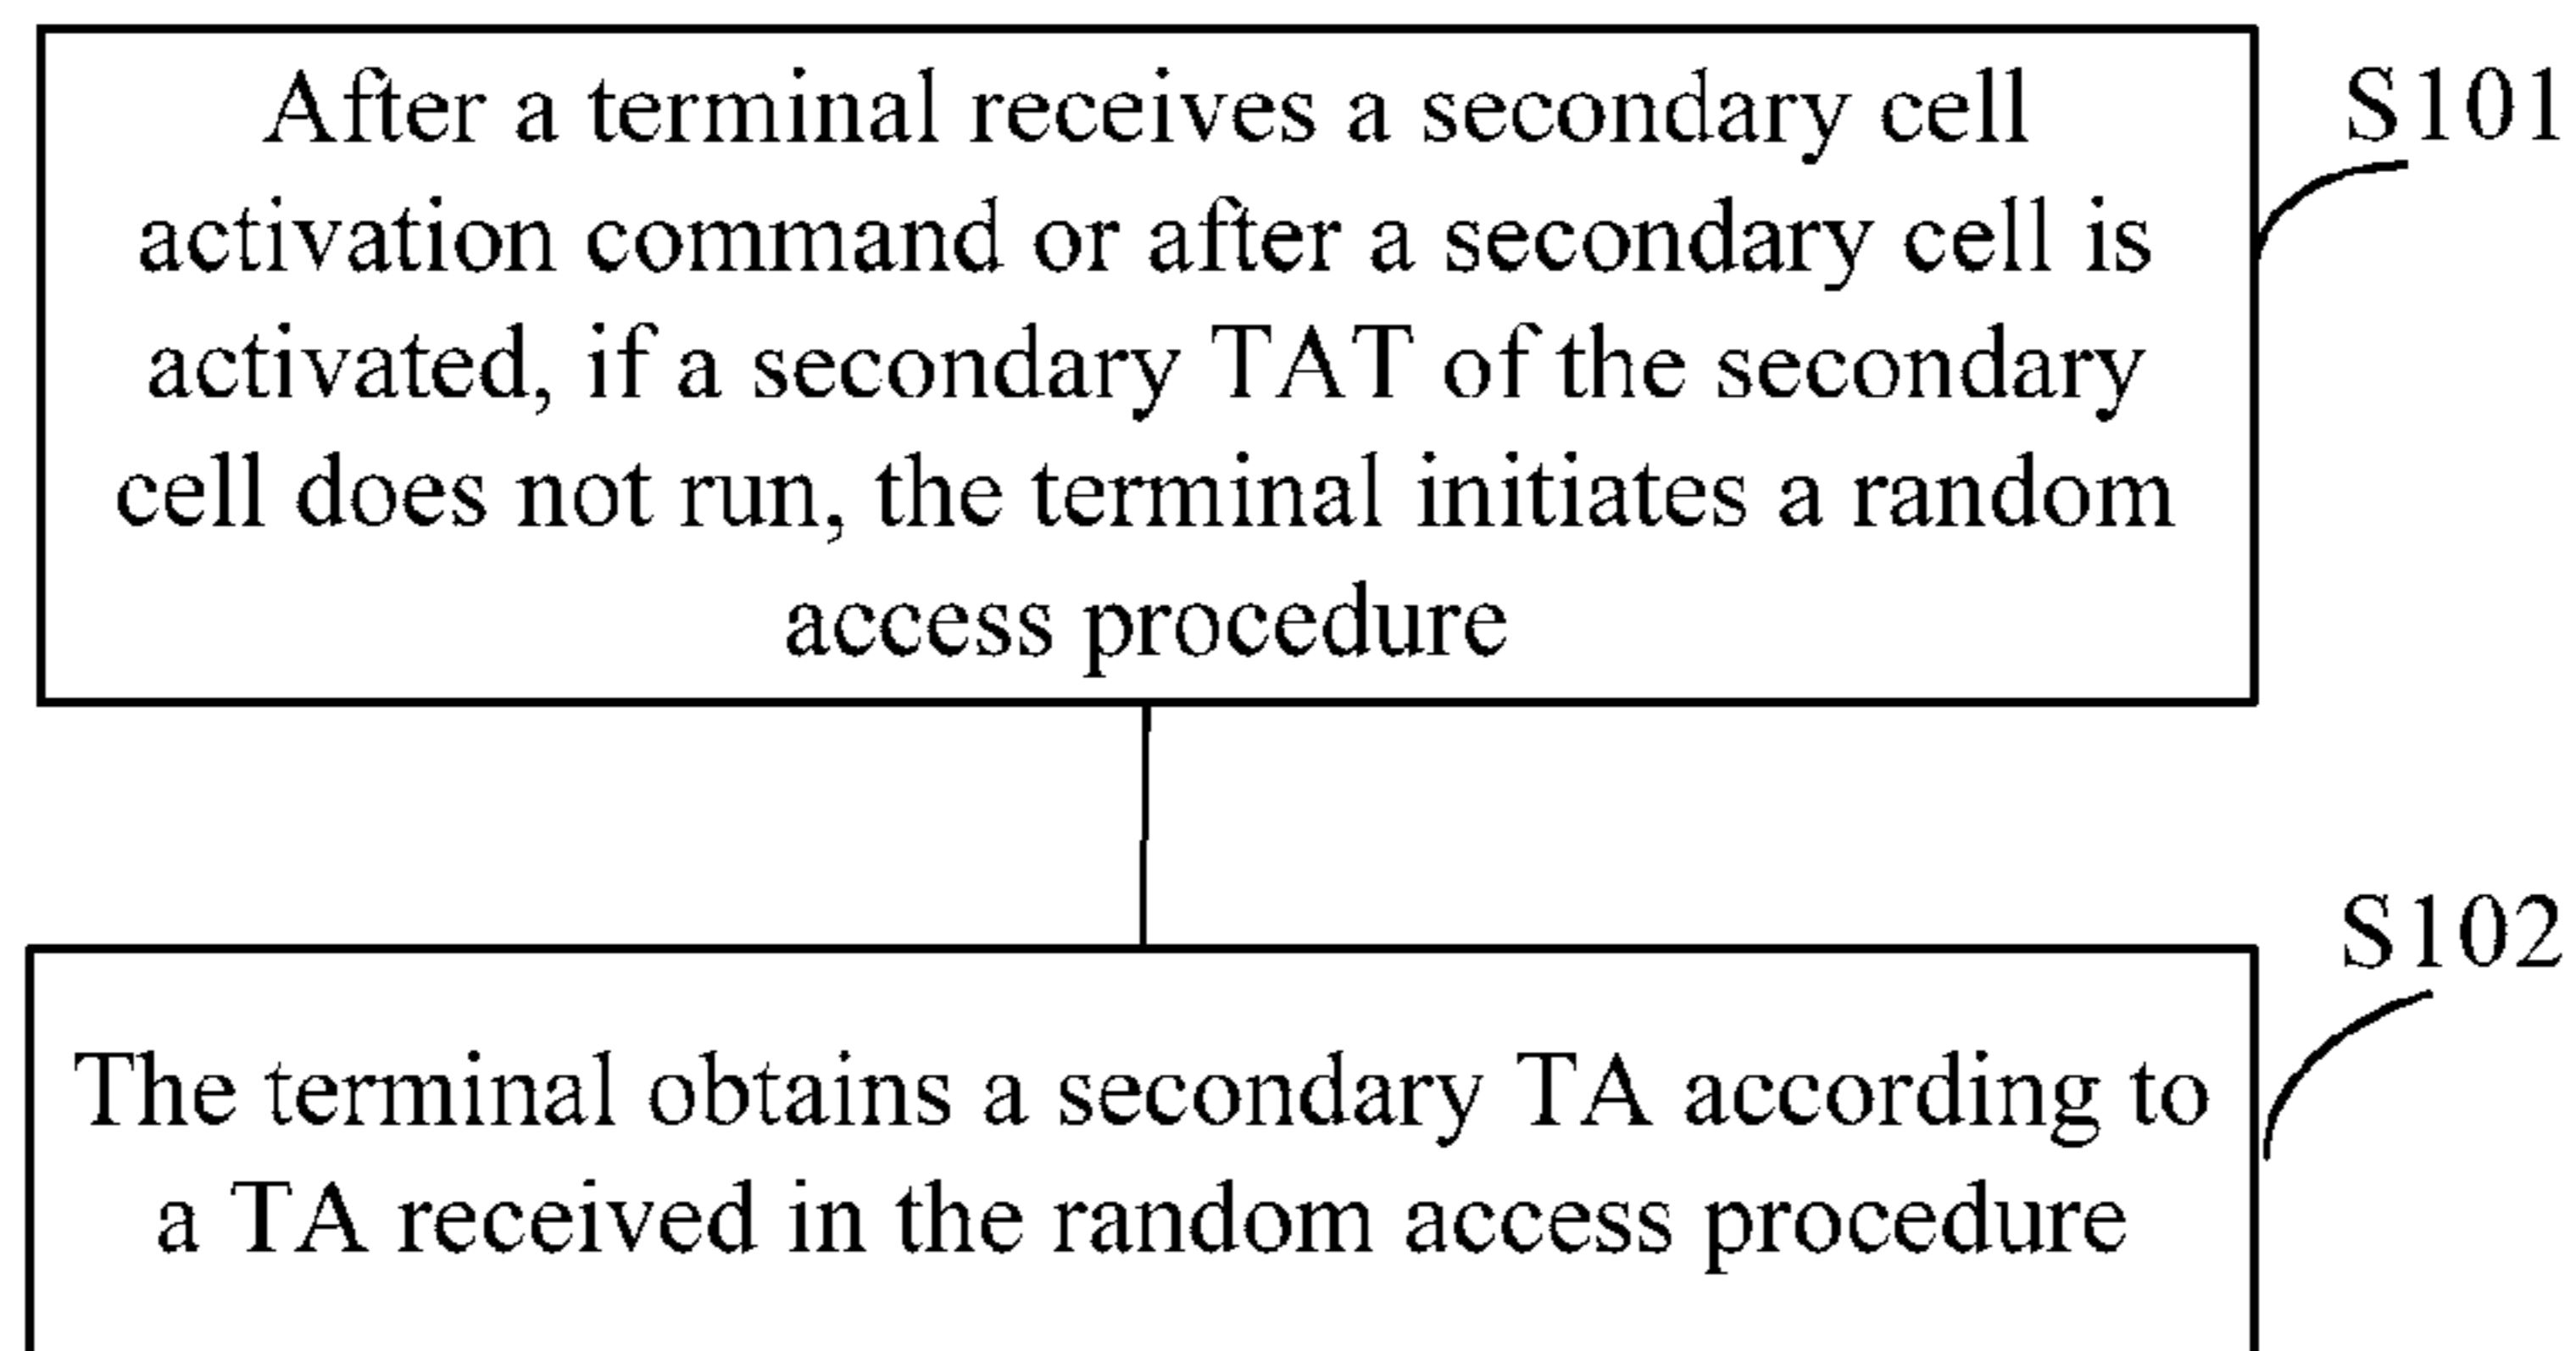 After a terminal receives a secondary cell
S101
activation command or after a secondary cell is
activated, if a secondary TAT of the secondary
cell does not run, the terminal initiates a random
access procedure
S102
The terminal obtains a secondary TA according to
a TA received in the random access procedure